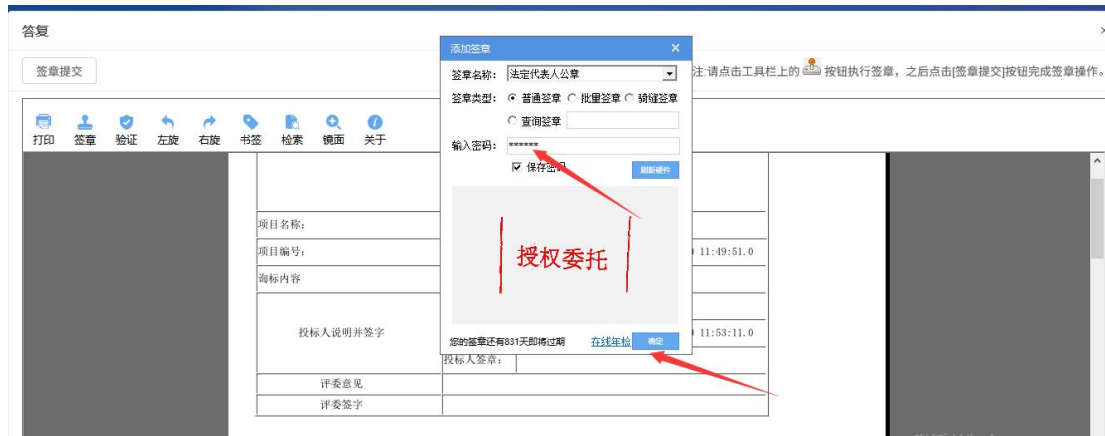 答复
签章提交
注:请点击工具栏上的 按钮执行签章，之后点击[签章提交]按钮完成签章操作。
打印 签章 验证 左旋 右旋 书签 检索 镜面 关于
添加签章
签章名称： 法定代表人公章
签章类型： 普通签章 批量签章 骑缝签章
查询签章
输入密码： ******
保存密码 刷新硬件
授权委托
您的签章还有831天即将过期 在线年检 确定
项目名称：
项目编号： 11:49:51.0
询标内容
投标人说明并签字 11:53:11.0
投标人签章：
评委意见
评委签字